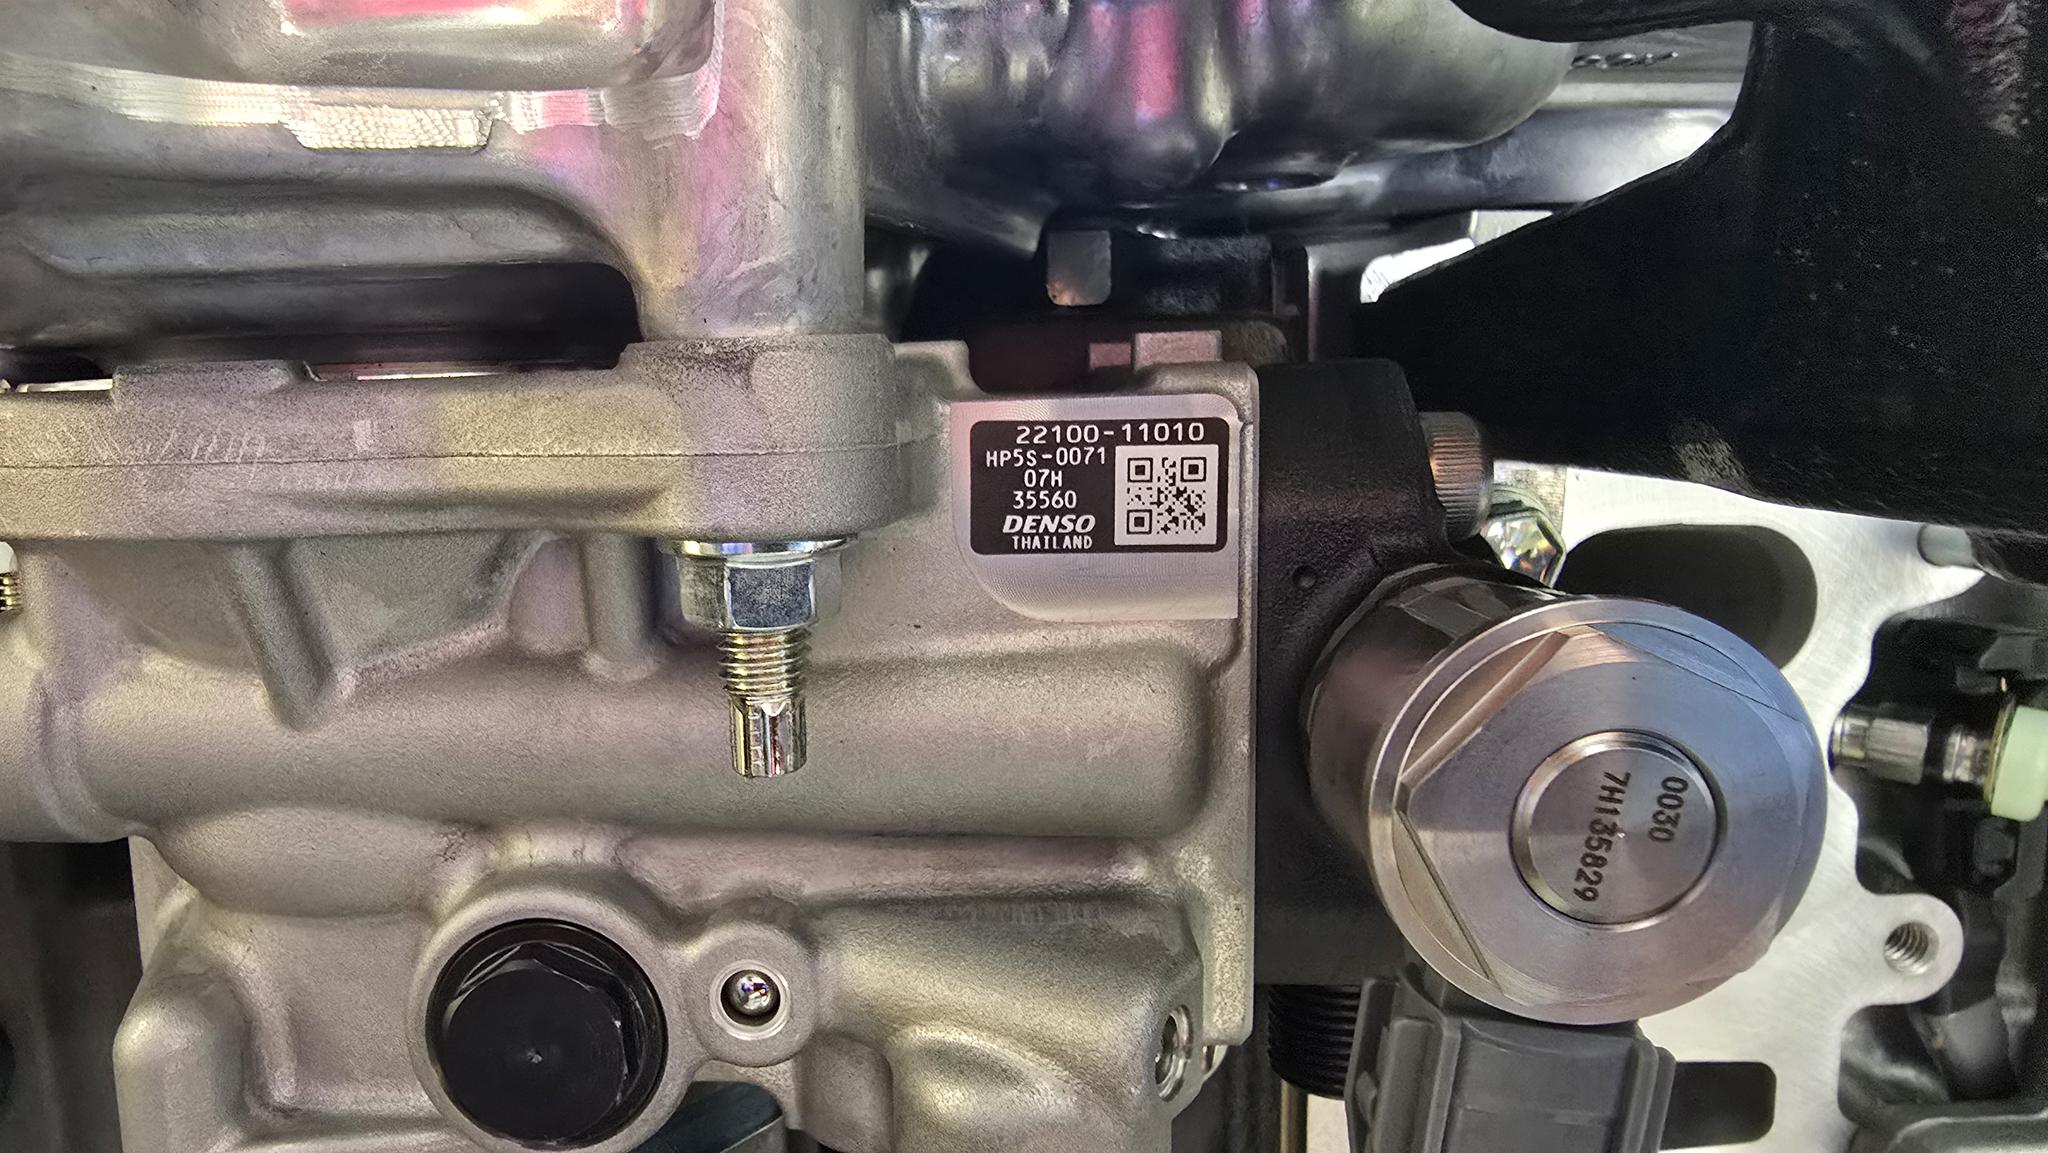 22100-11010
HP5S-0071
07H
35560
DENSO
THAILAND
0030
7H135829